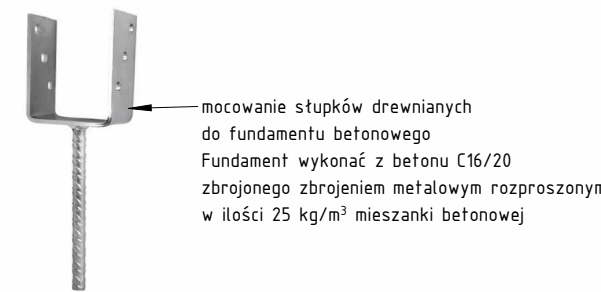 mocowanie słupków drewnianych
do fundamentu betonowego
Fundament wykonać z betonu C16/20
zbrojonego zbrojeniem metalowym rozproszonym
w ilości 25 kg/m³ mieszanki betonowej